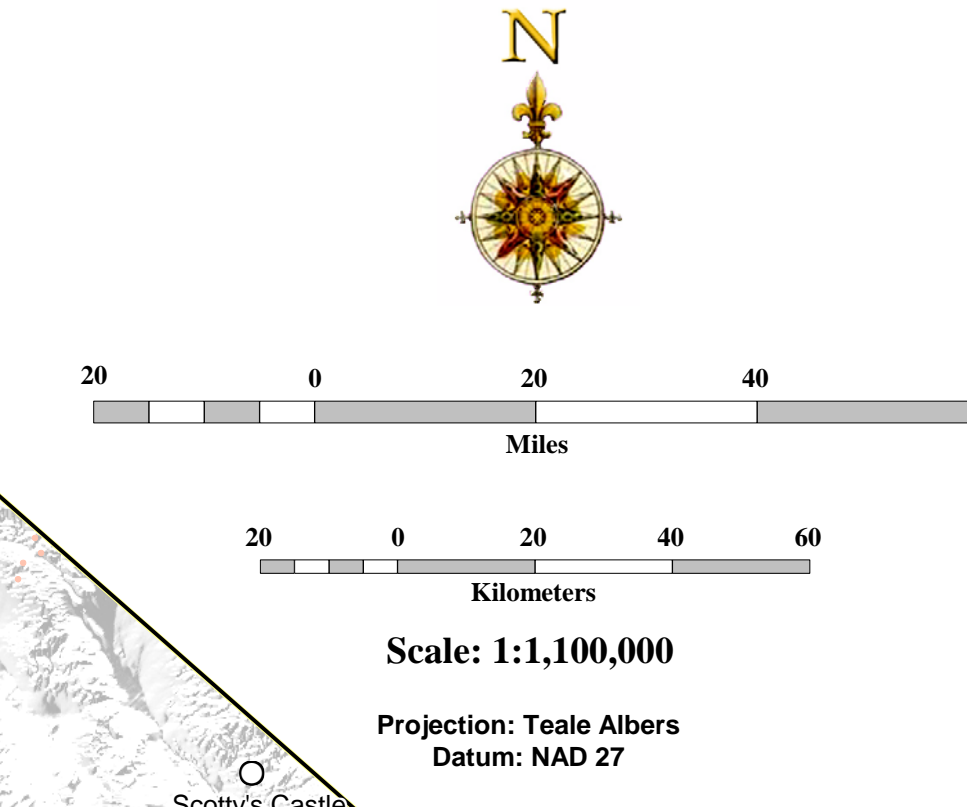 N
20 0 20 40
Miles
20 0 20 40 60
Kilometers
Scale: 1:1,100,000
Projection: Teale Albers
Datum: NAD 27
Scotty's Castle